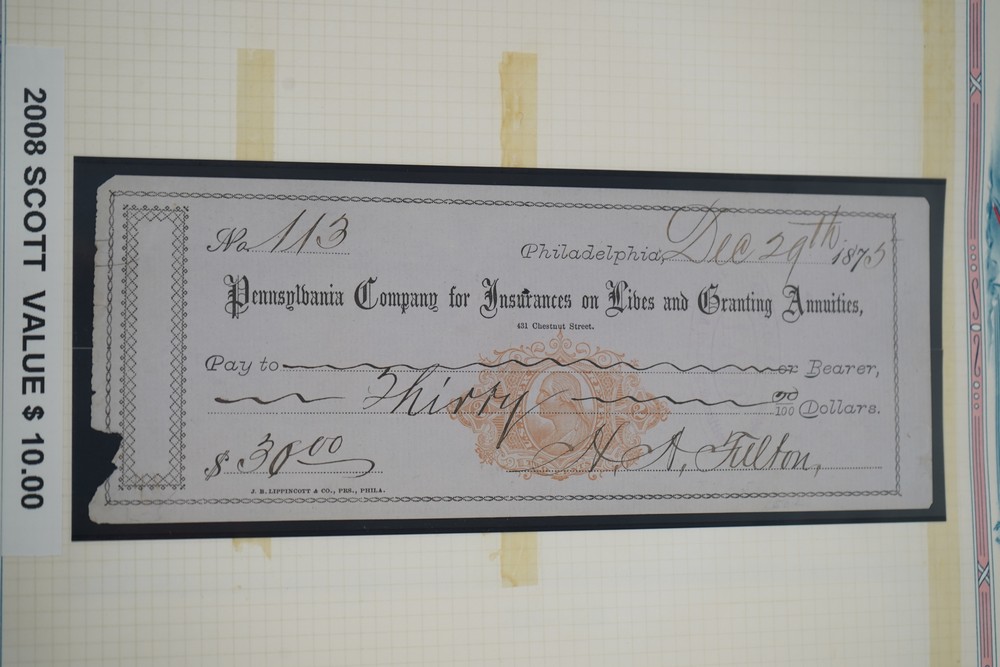 2008 SCOTT VALUE $ 10.00
No. 113
Philadelphia, Dec 29th 1875
Pennsylvania Company for Insurances on Lives and Granting Annuities,
431 Chestnut Street.
Pay to or Bearer,
Thirty 00/100 Dollars.
$ 30 00
H. A. Fulton,
J. B. LIPPINCOTT & CO., PRS., PHILA.